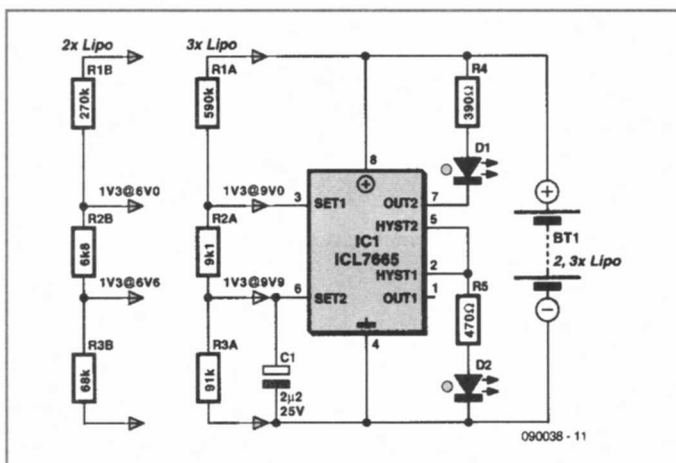 2x Lipo
3x Lipo
R1B
270k
R1A
590k
R4
390Ω
D1
8
1V3@6V0
1V3@9V0
3
SET1
OUT2
7
R2B
6k8
R2A
9k1
IC1
ICL7665
HYST2
5
HYST1
2
BT1
2, 3x Lipo
1V3@6V6
1V3@9V9
6
SET2
OUT1
1
R5
470Ω
R3B
68k
R3A
91k
C1
2µ2
25V
4
D2
090038 - 11